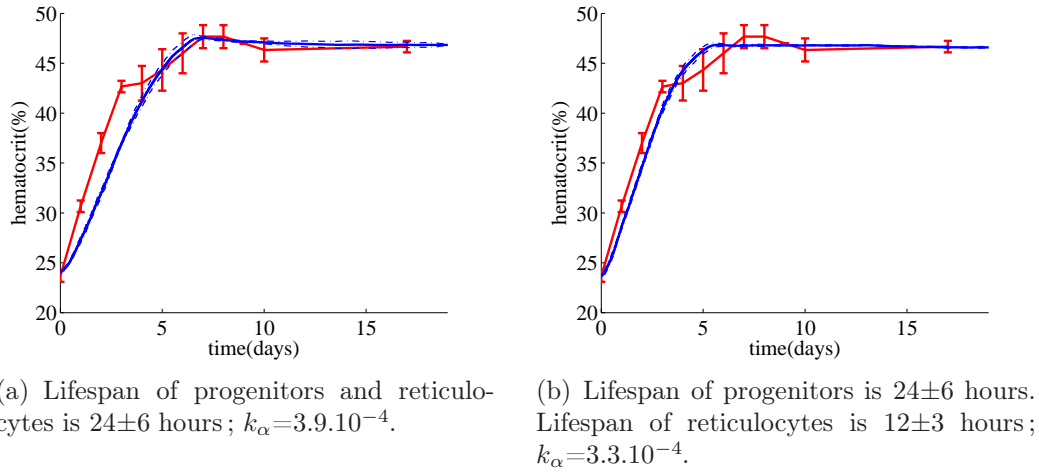 50
45
40
35
30
25
20
hematocrit(%)
0
5
10
15
time(days)
(a) Lifespan of progenitors and reticulo-
cytes is 24±6 hours ; kα=3.9.10−4.
50
45
40
35
30
25
20
hematocrit(%)
0
5
10
15
time(days)
(b) Lifespan of progenitors is 24±6 hours.
Lifespan of reticulocytes is 12±3 hours ;
kα=3.3.10−4.